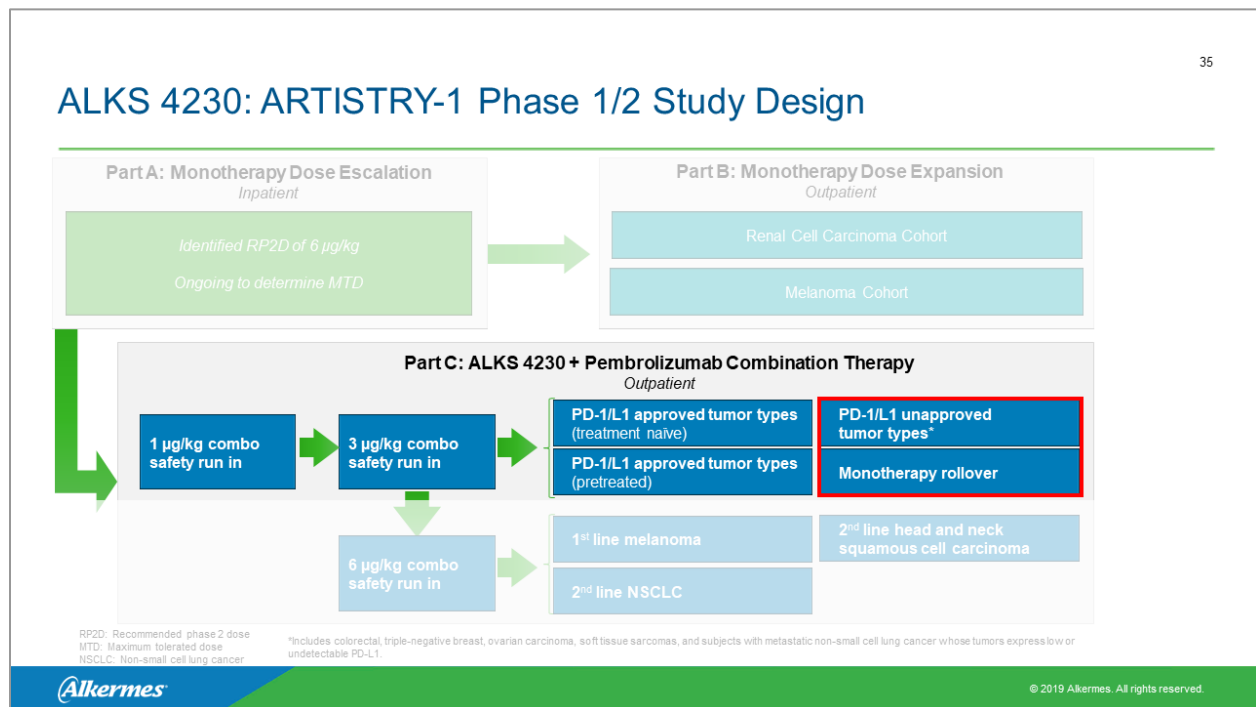 35
ALKS 4230: ARTISTRY-1 Phase 1/2 Study Design
Part A: Monotherapy Dose Escalation
Inpatient
Identified RP2D of 6 µg/kg
Ongoing to determine MTD
Part B: Monotherapy Dose Expansion
Outpatient
Renal Cell Carcinoma Cohort
Melanoma Cohort
Part C: ALKS 4230 + Pembrolizumab Combination Therapy
Outpatient
1 µg/kg combo
safety run in
3 µg/kg combo
safety run in
PD-1/L1 approved tumor types
(treatment naïve)
PD-1/L1 approved tumor types
(pretreated)
PD-1/L1 unapproved
tumor types*
Monotherapy rollover
6 µg/kg combo
safety run in
1st line melanoma
2nd line NSCLC
2nd line head and neck
squamous cell carcinoma
RP2D: Recommended phase 2 dose
MTD: Maximum tolerated dose
NSCLC: Non-small cell lung cancer
*Includes colorectal, triple-negative breast, ovarian carcinoma, soft tissue sarcomas, and subjects with metastatic non-small cell lung cancer whose tumors express low or
undetectable PD-L1.
Alkermes
© 2019 Alkermes. All rights reserved.